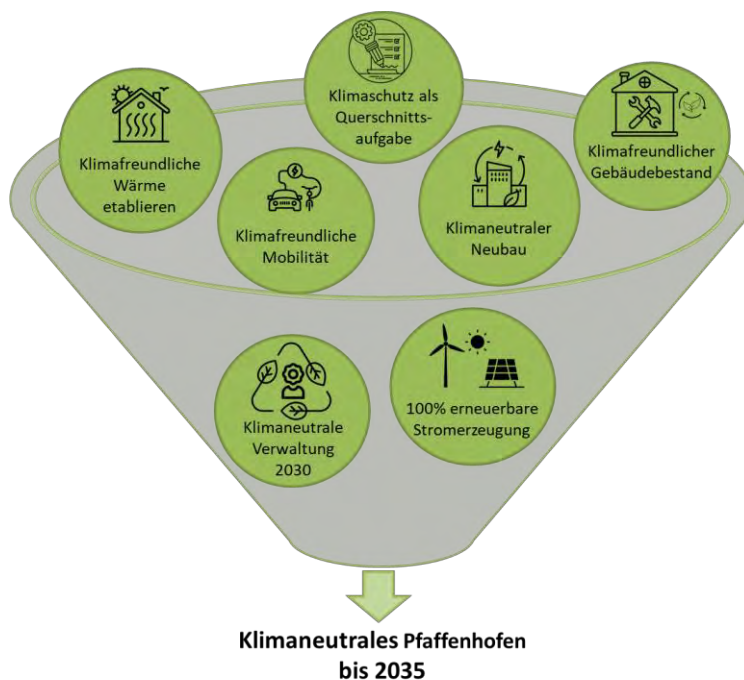 Klimaschutz als
Querschnitts-
aufgabe
Klimafreundliche
Wärme
etablieren
Klimafreundlicher
Gebäudebestand
Klimafreundliche
Mobilität
Klimaneutraler
Neubau
Klimaneutrale
Verwaltung
2030
100% erneuerbare
Stromerzeugung
Klimaneutrales Pfaffenhofen
bis 2035